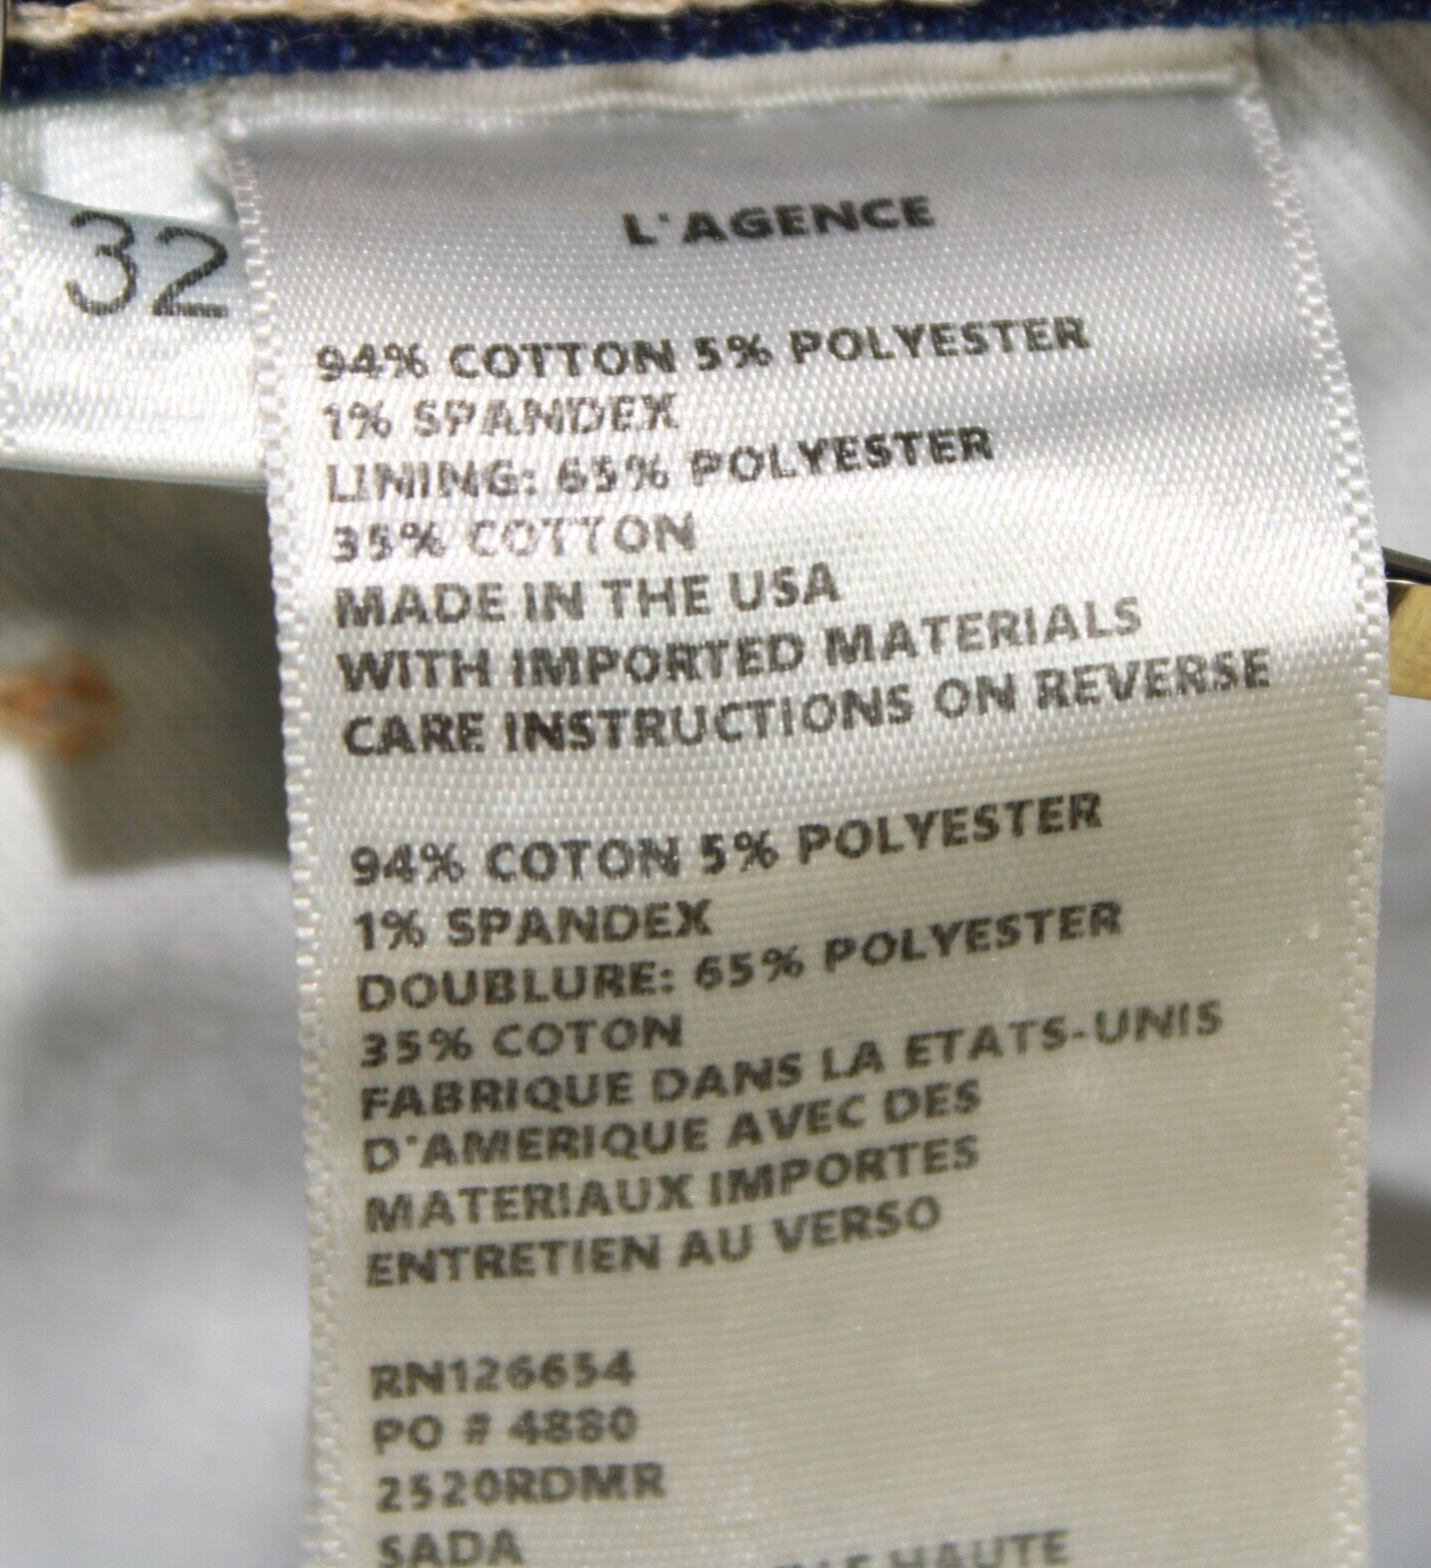 32
L'AGENCE
94% COTTON 5% POLYESTER
1% SPANDEX
LINING: 65% POLYESTER
35% COTTON
MADE IN THE USA
WITH IMPORTED MATERIALS
CARE INSTRUCTIONS ON REVERSE
94% COTON 5% POLYESTER
1% SPANDEX
DOUBLURE: 65% POLYESTER
35% COTON
FABRIQUE DANS LA ETATS-UNIS
D'AMERIQUE AVEC DES
MATERIAUX IMPORTES
ENTRETIEN AU VERSO
RN126654
PO # 4880
2520RDMR
SADA
HAUTE